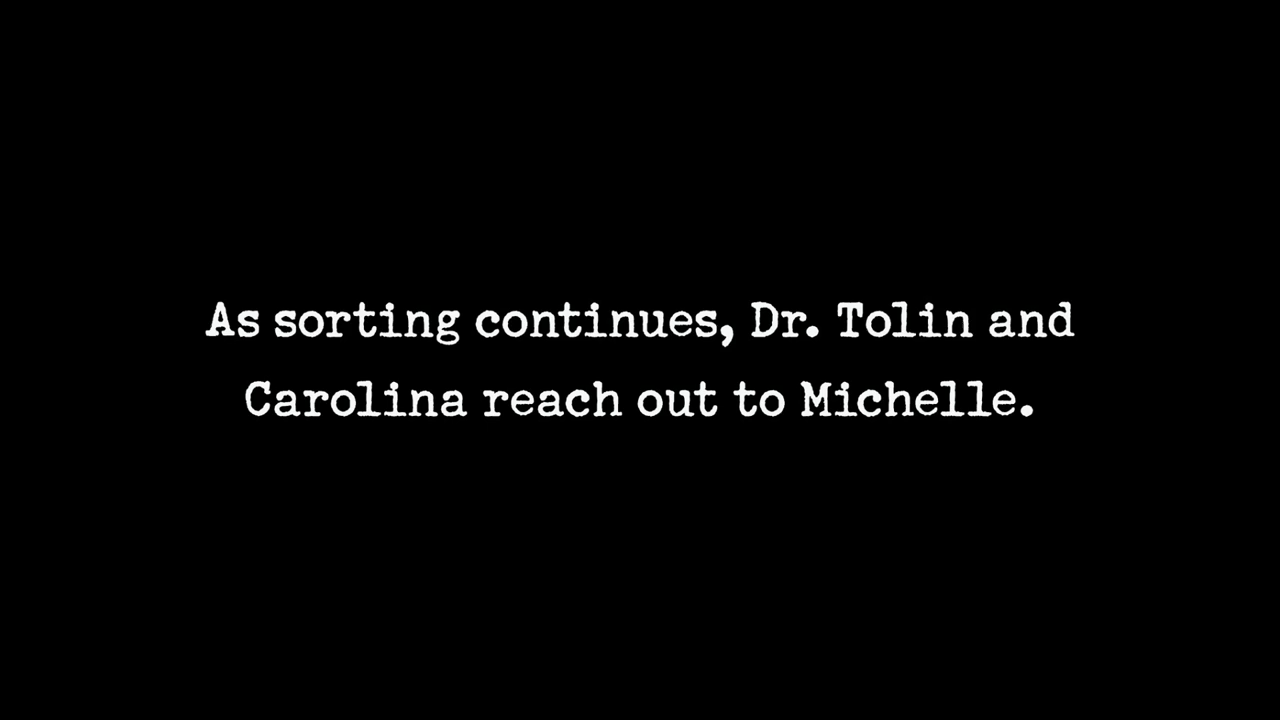 As sorting continues, Dr. Tolin and
Carolina reach out to Michelle.